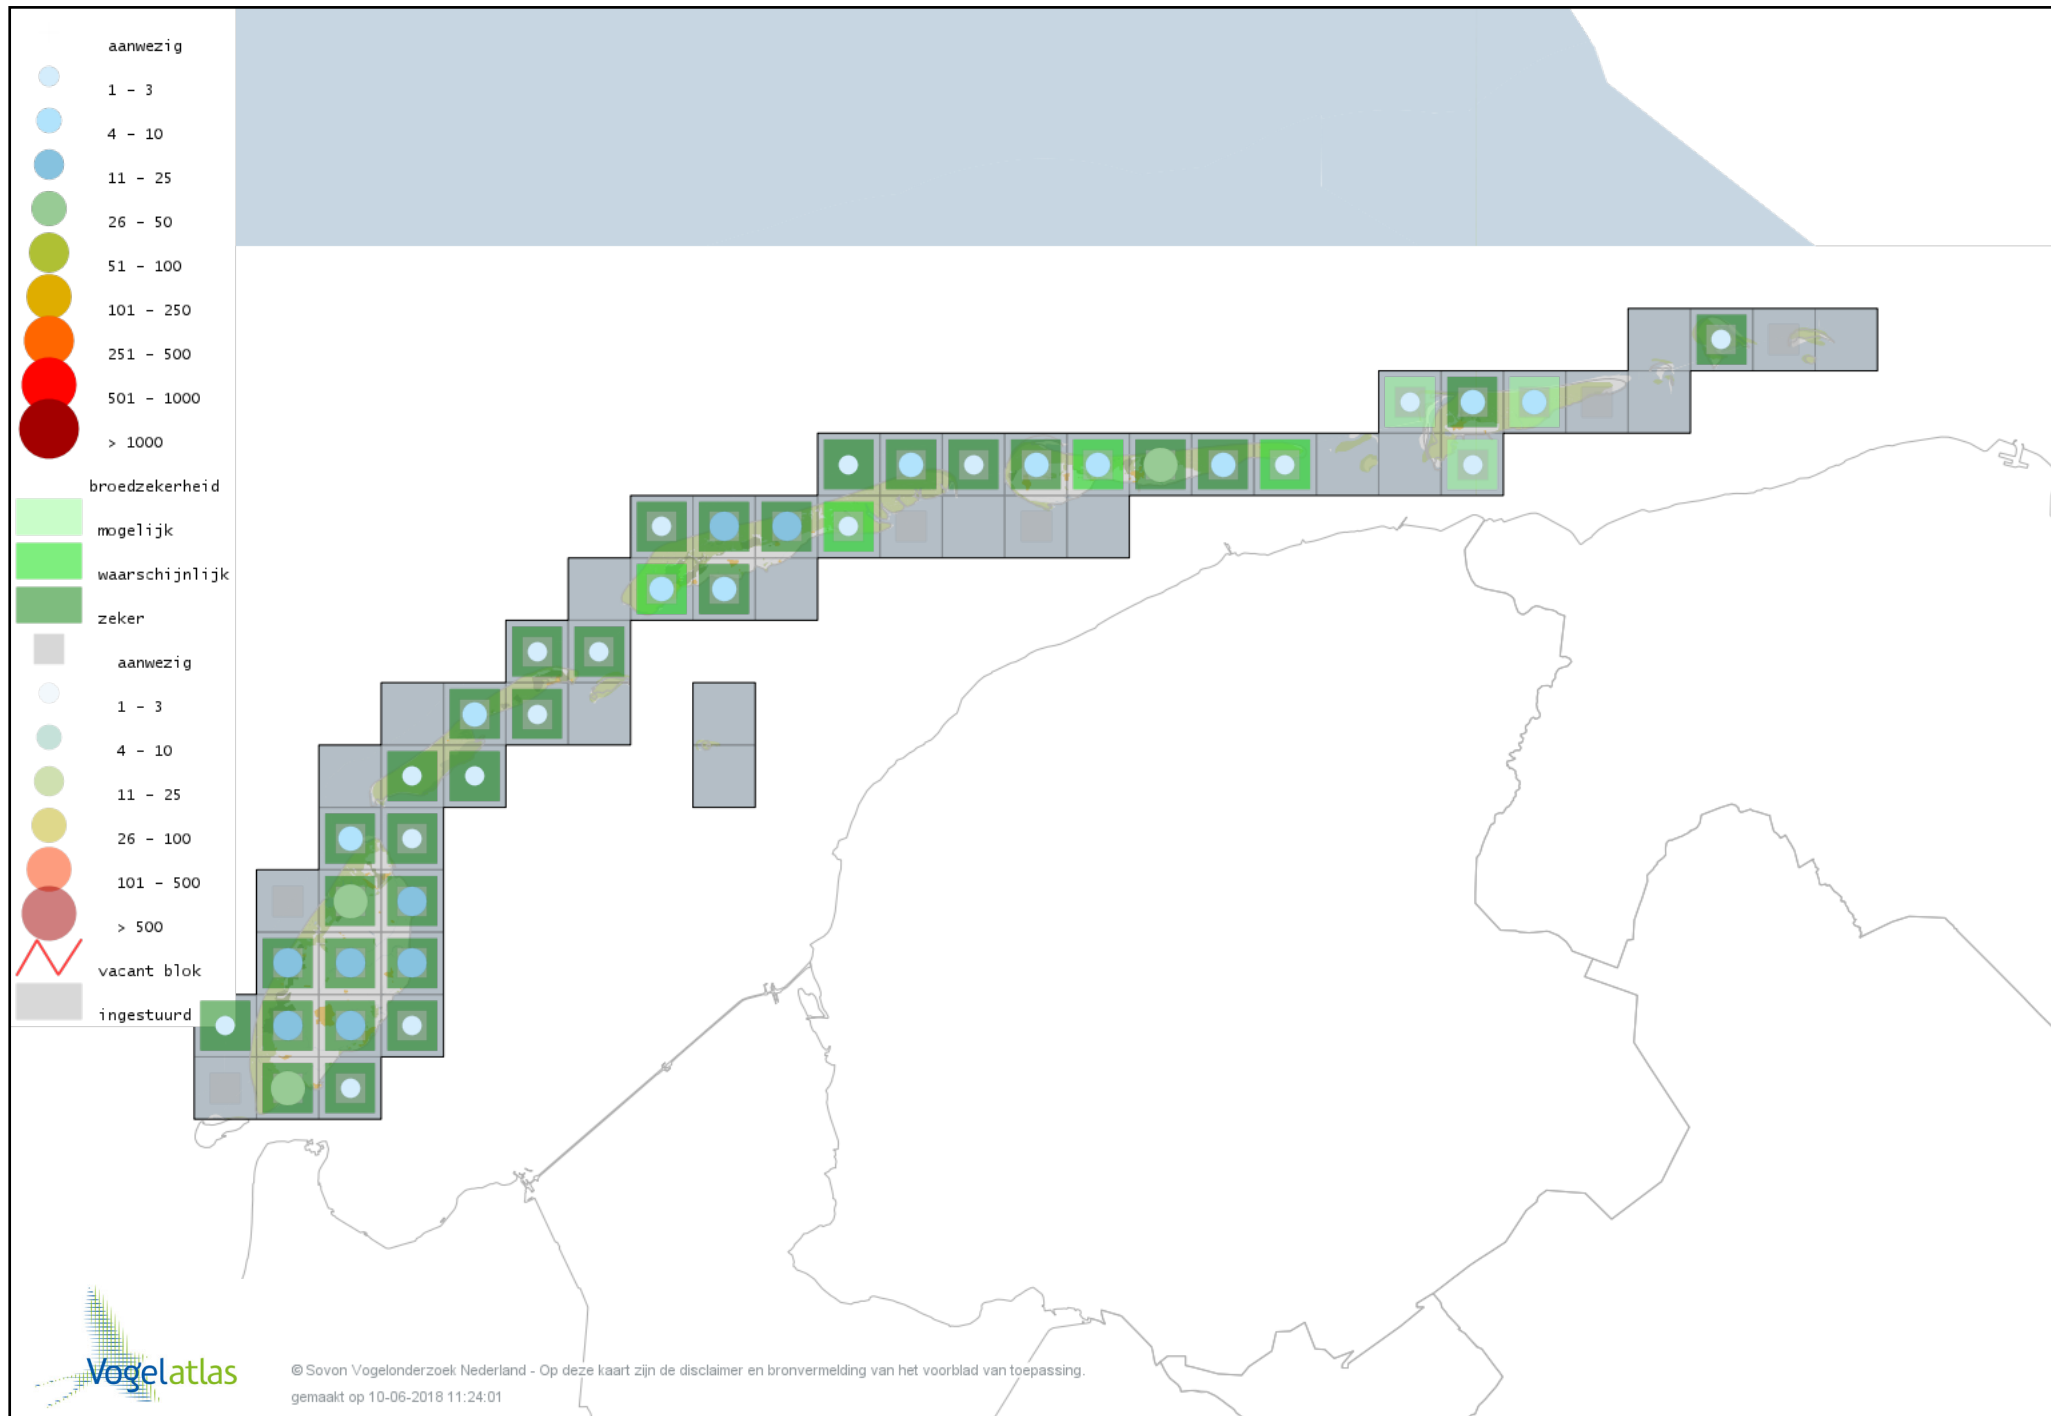 aanwezig
1 - 3
4 - 10
11 - 25
26 - 50
51 - 100
101 - 250
251 - 500
501 - 1000
> 1000
broedzekerheid
mogelijk
waarschijnlijk
zeker
aanwezig
1 - 3
4 - 10
11 - 25
26 - 100
101 - 500
> 500
vacant blok
ingestuurd
Vogelatlas
© Sovon Vogelonderzoek Nederland - Op deze kaart zijn de disclaimer en bronvermelding van het voorblad van toepassing.
gemaakt op 10-06-2018 11:24:01